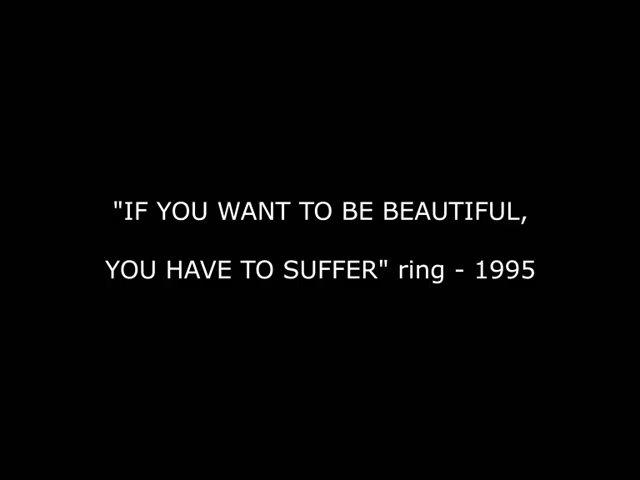 "IF YOU WANT TO BE BEAUTIFUL,
YOU HAVE TO SUFFER" ring - 1995